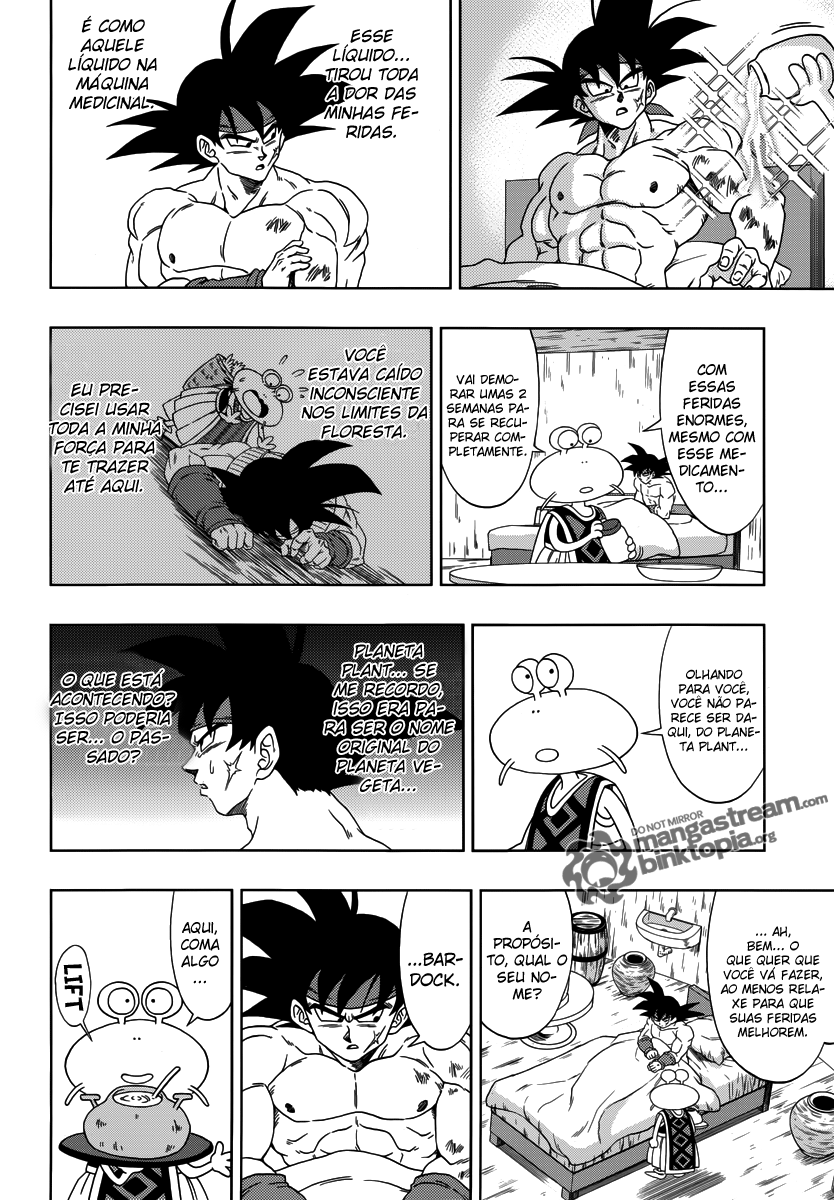 ESSE
LÍQUIDO...
TIROU TODA
A DOR DAS
MINHAS FE-
RIDAS.
É COMO
AQUELE
LÍQUIDO NA
MÁQUINA
MEDICINAL.
COM
ESSAS
FERIDAS
ENORMES,
MESMO COM
ESSE MEDICA-
MENTO...
VAI DEMO-
RAR UMAS 2
SEMANAS PA-
RA SE RECU-
PERAR COM-
PLETAMENTE.
VOCÊ
ESTAVA CAÍDO
INCONSCIENTE
NOS LIMITES DA
FLORESTA.
EU PRE-
CISEI USAR
TODA A MINHA
FORÇA PARA
TE TRAZER
ATÉ AQUI.
OLHANDO
PARA VOCÊ,
VOCÊ NÃO PA-
RECE SER DA-
QUI, DO PLANE-
TA PLANT...
PLANETA
PLANT... SE
ME RECORDO,
ISSO ERA PA-
RA SER O NOME
ORIGINAL DO
PLANETA VE-
GETA...
O QUE ESTÁ
ACONTECENDO?
ISSO PODERIA
SER... O PAS-
SADO?
DO NOT MIRROR
mangastream.com
binktopia.org
... AH,
BEM... O
QUE QUER QUE
VOCÊ VÁ FAZER,
AO MENOS RELA-
XE PARA QUE
SUAS FERIDAS
MELHOREM.
A
PROPÓSI-
TO, QUAL O
SEU NO-
ME?
...BAR-
DOCK.
AQUI,
COMA
ALGO
...
LIFT